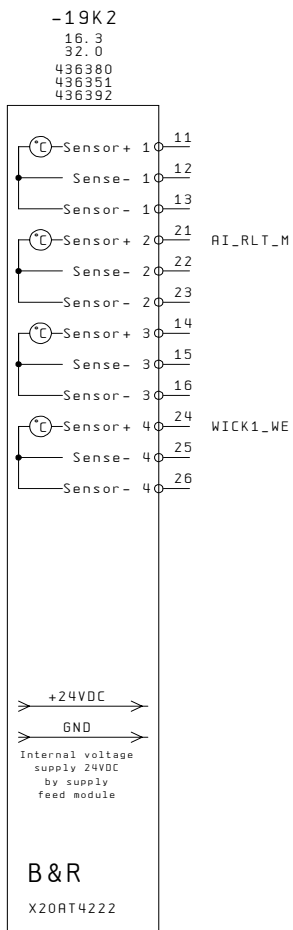 -19K2
16.3
32.0
436380
436351
436392
°C Sensor+ 1 11
Sense- 1 12
Sensor- 1 13
°C Sensor+ 2 21 AI_RLT_M
Sense- 2 22
Sensor- 2 23
°C Sensor+ 3 14
Sense- 3 15
Sensor- 3 16
°C Sensor+ 4 24 WICK1_WE
Sense- 4 25
Sensor- 4 26
+24VDC
GND
Internal voltage
supply 24VDC
by supply
feed module
B&R
X20AT4222